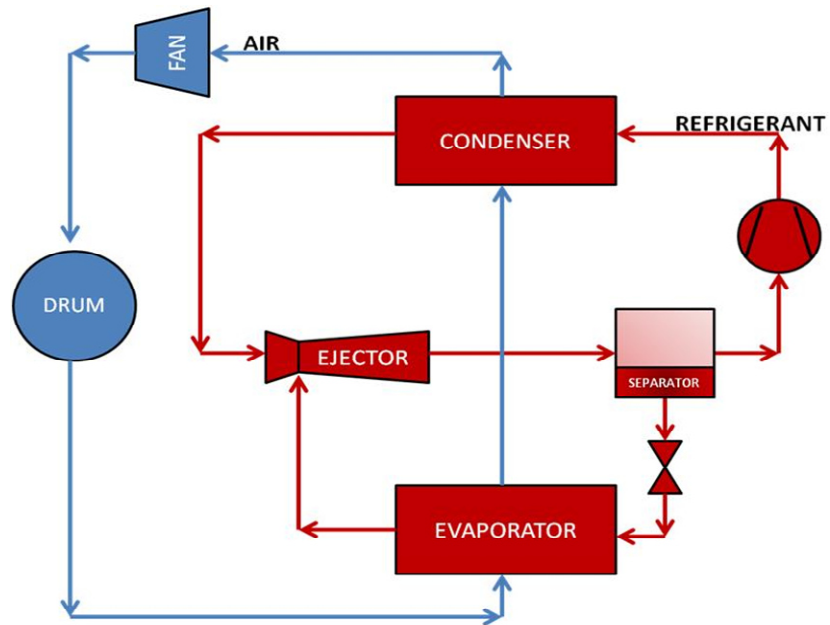 FAN
AIR
CONDENSER
REFRIGERANT
DRUM
EJECTOR
SEPARATOR
EVAPORATOR